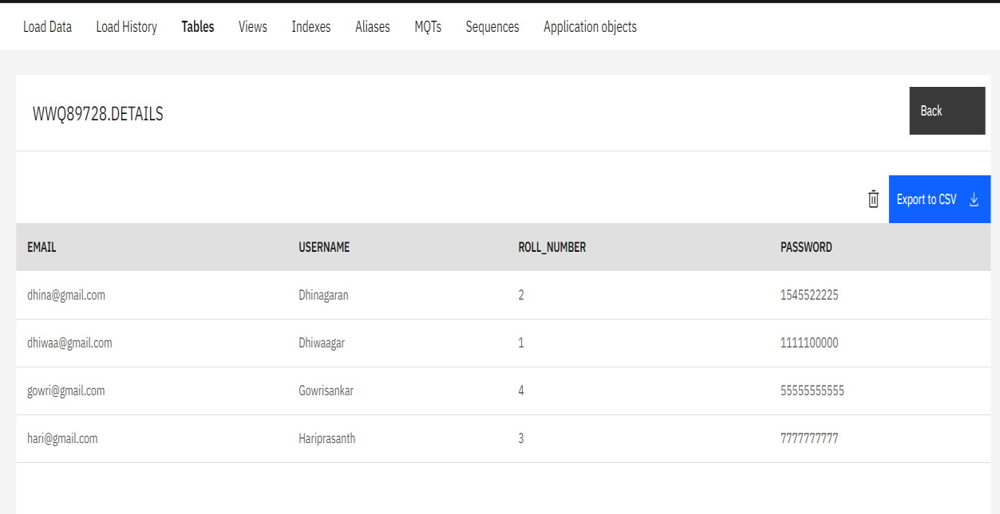 Load Data Load History Tables Views Indexes Aliases MQTs Sequences Application objects
WWQ89728.DETAILS
Back
Export to CSV
EMAIL USERNAME ROLL_NUMBER PASSWORD
dhina@gmail.com Dhinagaran 2 1545522225
dhiwaa@gmail.com Dhiwaagar 1 1111100000
gowri@gmail.com Gowrisankar 4 55555555555
hari@gmail.com Hariprasanth 3 7777777777